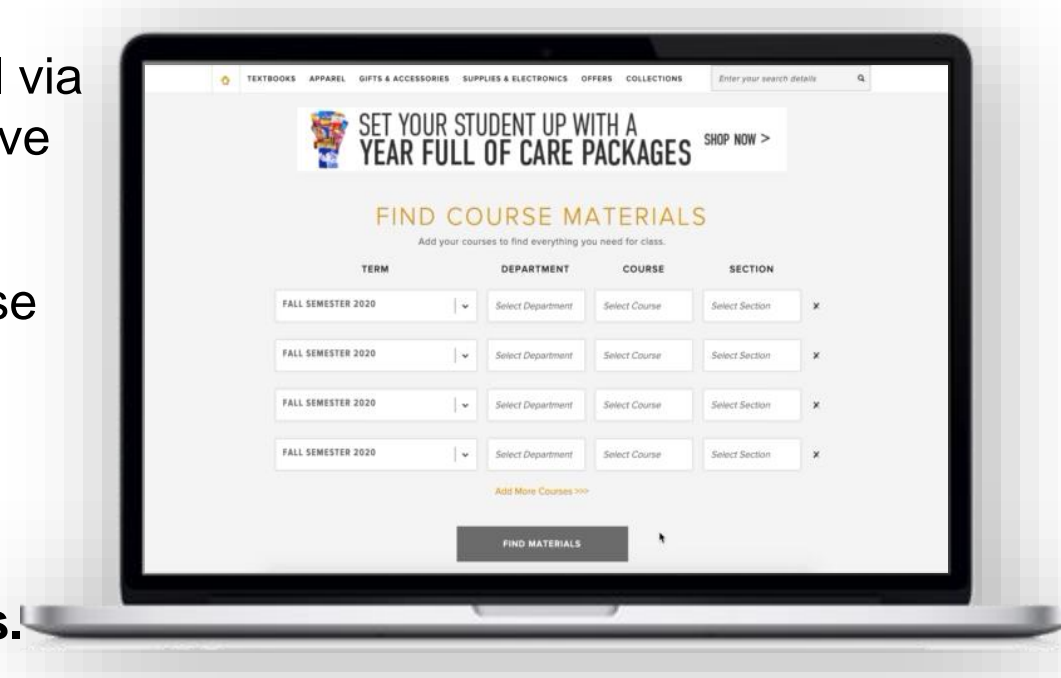 l via
ve
se
s.
TEXTBOOKS APPAREL GIFTS & ACCESSORIES SUPPLIES & ELECTRONICS OFFERS COLLECTIONS Enter your search details
SET YOUR STUDENT UP WITH A
YEAR FULL OF CARE PACKAGES
SHOP NOW >
FIND COURSE MATERIALS
Add your courses to find everything you need for class.
TERM DEPARTMENT COURSE SECTION
FALL SEMESTER 2020 Select Department Select Course Select Section x
FALL SEMESTER 2020 Select Department Select Course Select Section x
FALL SEMESTER 2020 Select Department Select Course Select Section x
FALL SEMESTER 2020 Select Department Select Course Select Section x
Add More Courses >>>
FIND MATERIALS